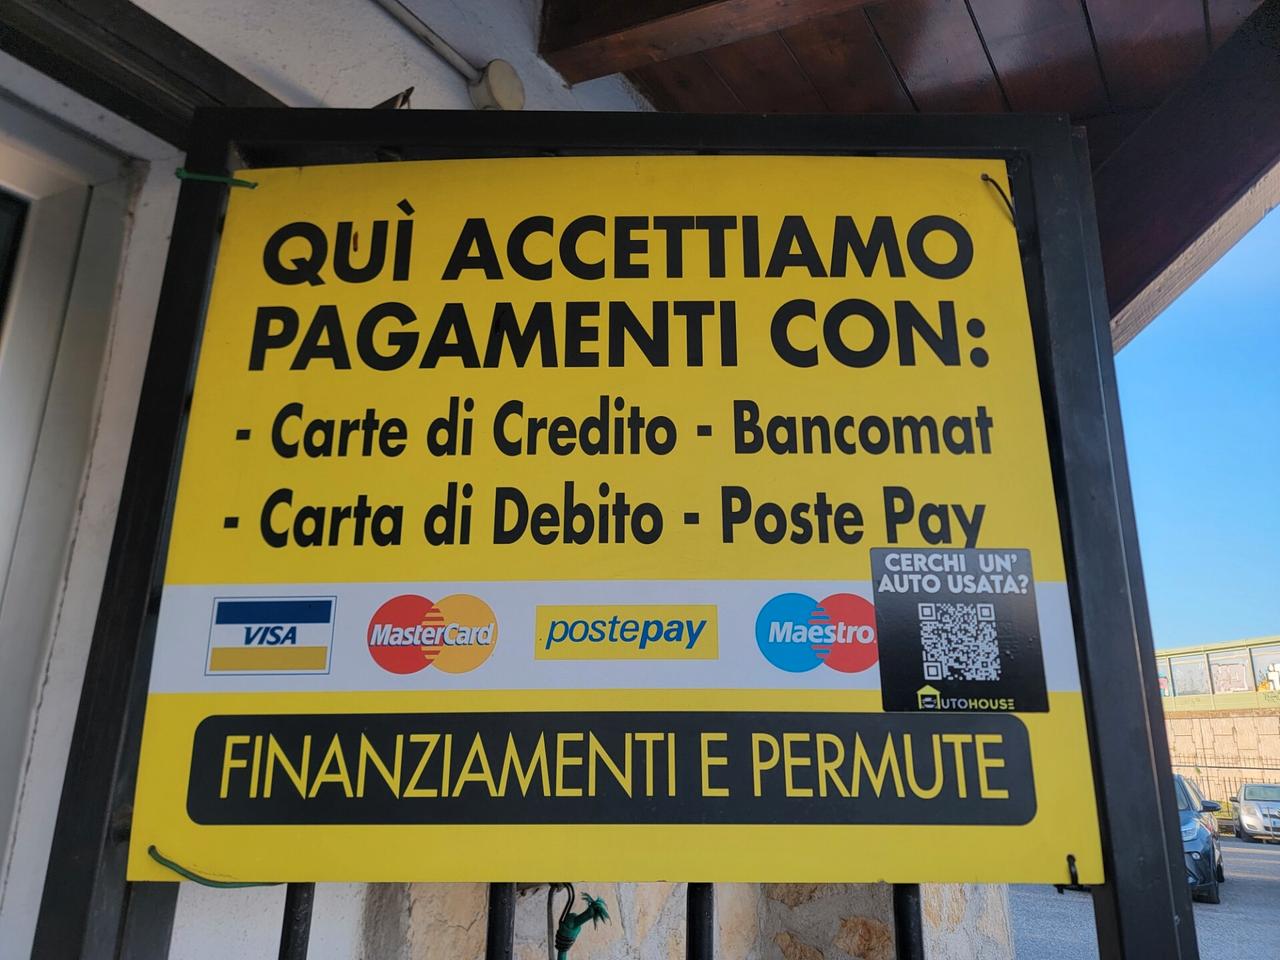 QUÌ ACCETTIAMO
PAGAMENTI CON:
- Carte di Credito - Bancomat
- Carta di Debito - Poste Pay
VISA
MasterCard
postepay
Maestro
CERCHI UN'
AUTO USATA?
AUTOHOUSE
FINANZIAMENTI E PERMUTE